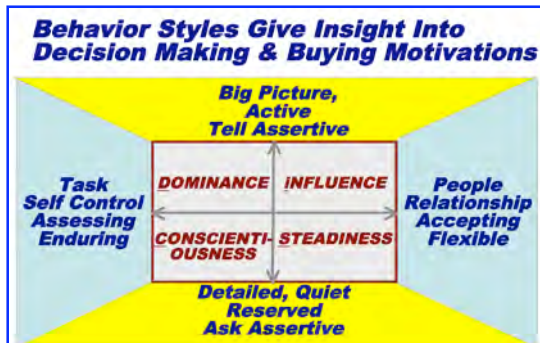 Behavior Styles Give Insight Into
Decision Making & Buying Motivations
Big Picture,
Active
Tell Assertive
Task
Self Control
Assessing
Enduring
DOMINANCE
iNFLUENCE
CONSCIENTI-
OUSNESS
STEADINESS
People
Relationship
Accepting
Flexible
Detailed, Quiet
Reserved
Ask Assertive